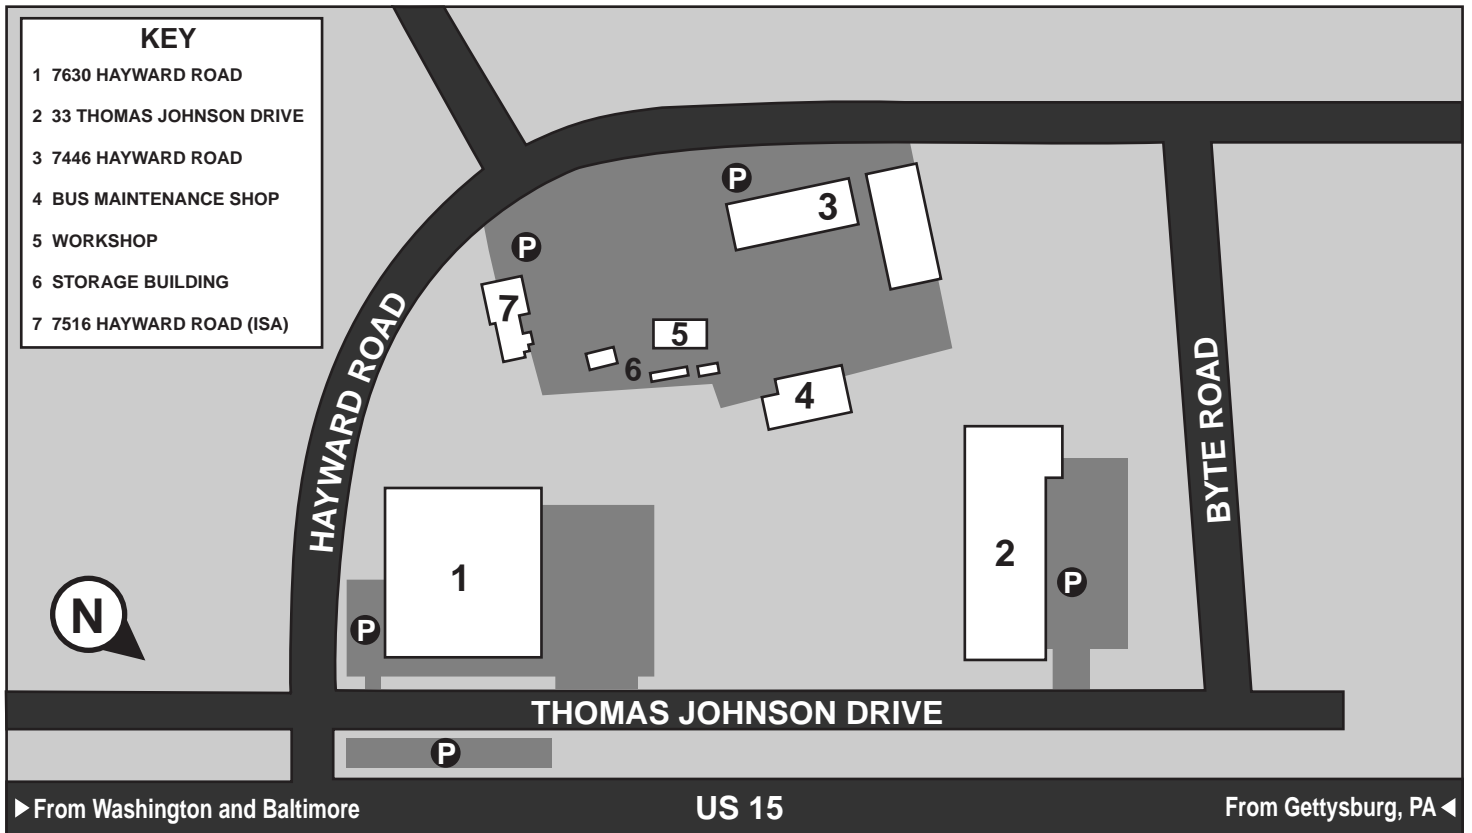 KEY
1 7630 HAYWARD ROAD
2 33 THOMAS JOHNSON DRIVE
3 7446 HAYWARD ROAD
4 BUS MAINTENANCE SHOP
5 WORKSHOP
6 STORAGE BUILDING
7 7516 HAYWARD ROAD (ISA)
P
3
P
7
5
6
4
HAYWARD ROAD
BYTE ROAD
1
2
P
N
P
THOMAS JOHNSON DRIVE
P
From Washington and Baltimore
US 15
From Gettysburg, PA